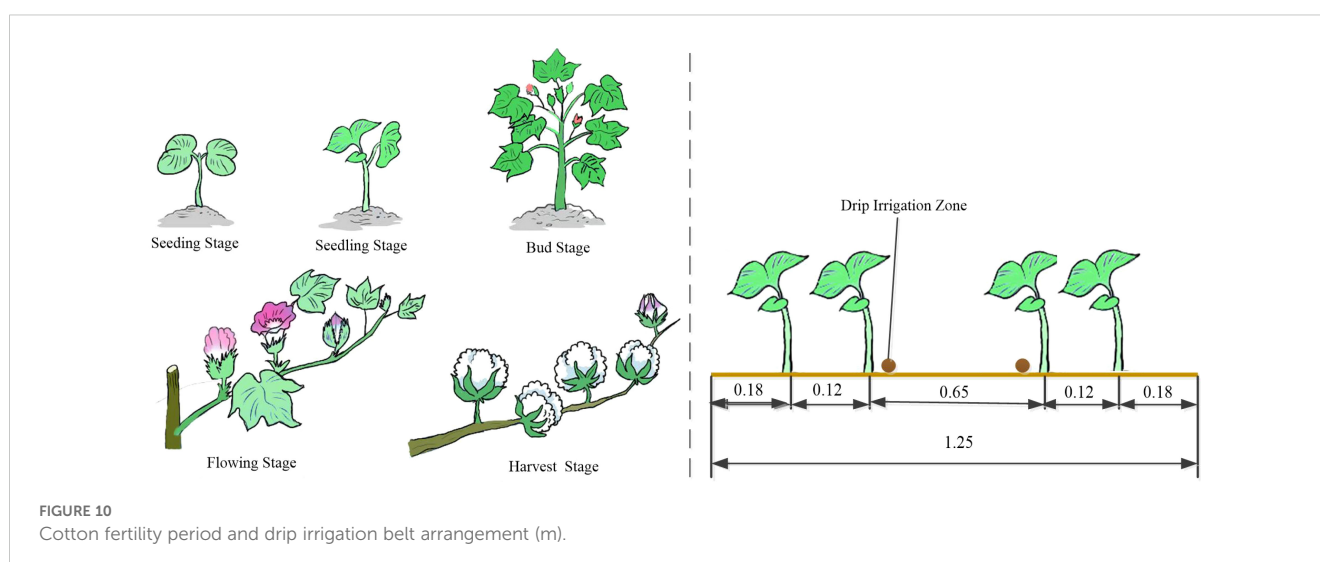 Seeding Stage
Seedling Stage
Bud Stage
Flowing Stage
Harvest Stage
Drip Irrigation Zone
0.18
0.12
0.65
0.12
0.18
1.25
FIGURE 10
Cotton fertility period and drip irrigation belt arrangement (m).